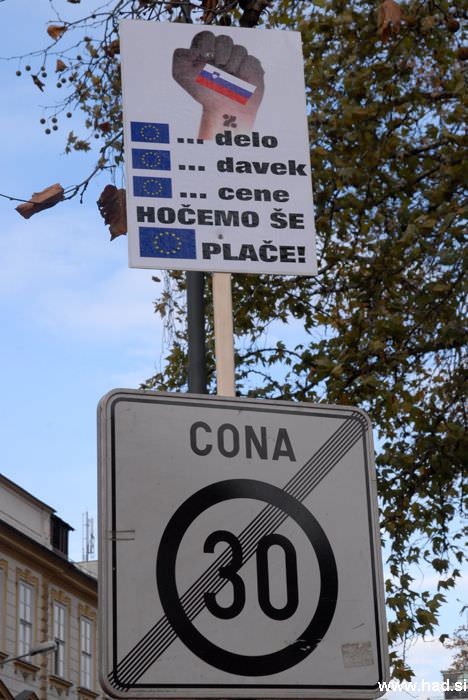 ... delo
... davek
... cene
HOČEMO ŠE
PLAČE!
CONA
30
www.had.si